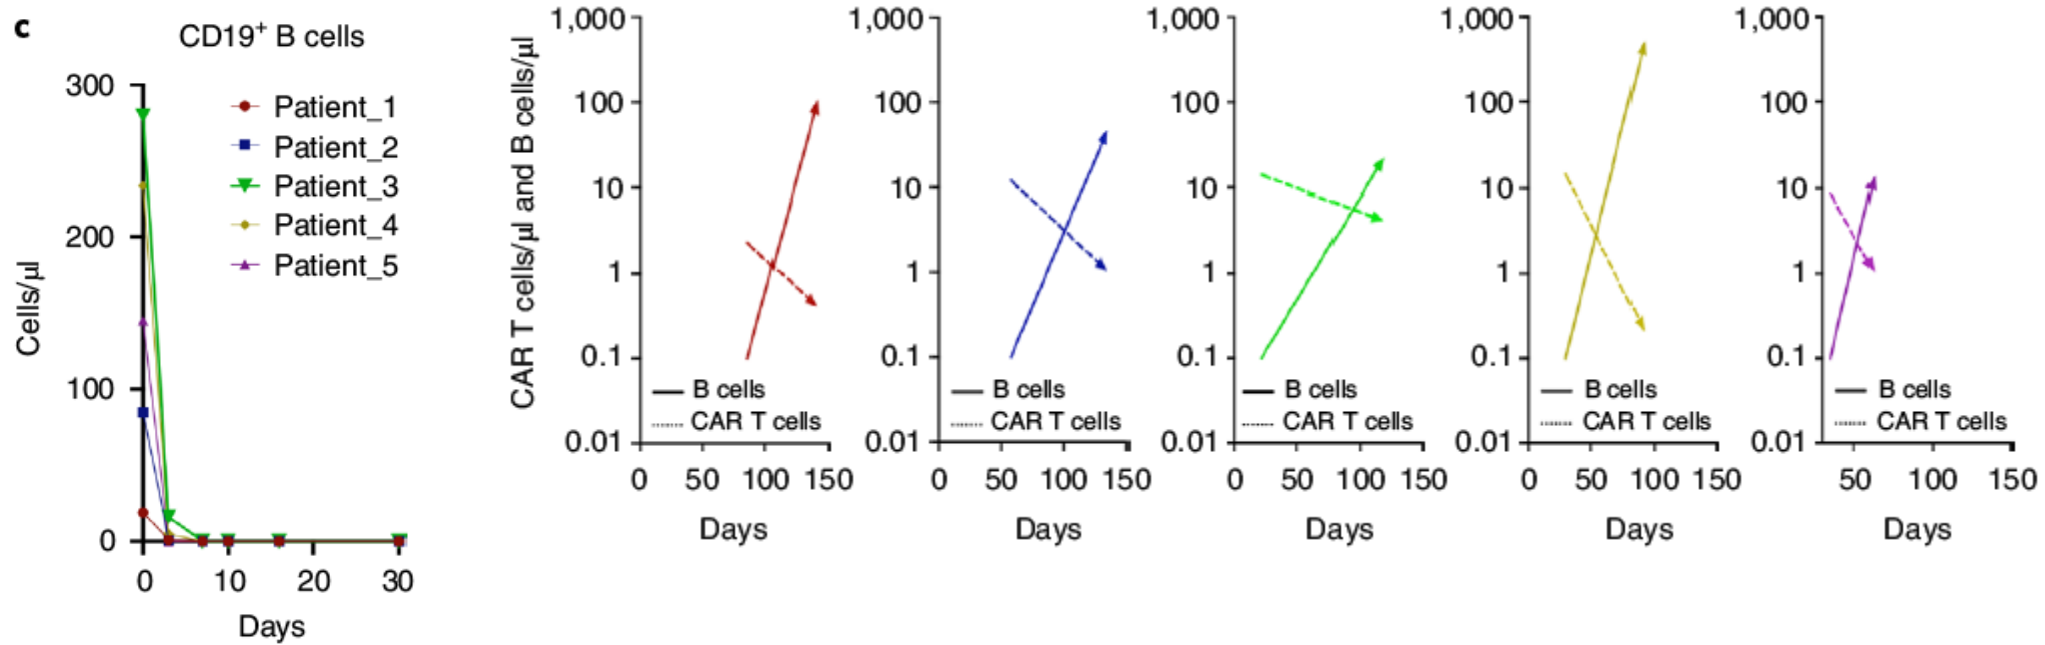 c
CD19⁺ B cells
Cells/µl
300
200
100
0
Patient_1
Patient_2
Patient_3
Patient_4
Patient_5
0 10 20 30
Days
CAR T cells/µl and B cells/µl
1,000
100
10
1
0.1
0.01
B cells
CAR T cells
0 50 100 150
Days
1,000
100
10
1
0.1
0.01
B cells
CAR T cells
0 50 100 150
Days
1,000
100
10
1
0.1
0.01
B cells
CAR T cells
0 50 100 150
Days
1,000
100
10
1
0.1
0.01
B cells
CAR T cells
0 50 100 150
Days
1,000
100
10
1
0.1
0.01
B cells
CAR T cells
50 100 150
Days